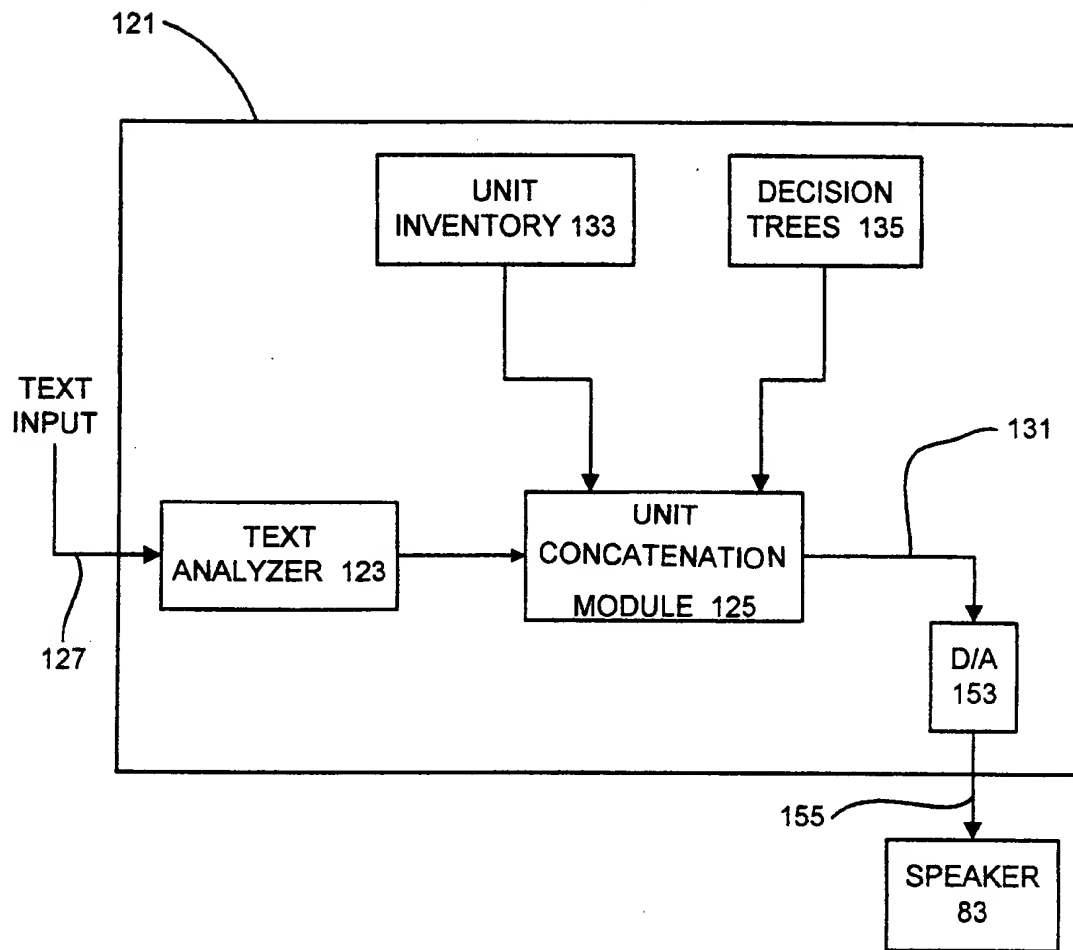 121
UNIT
INVENTORY 133
DECISION
TREES 135
TEXT
INPUT
131
TEXT
ANALYZER 123
UNIT
CONCATENATION
MODULE 125
127
D/A
153
155
SPEAKER
83